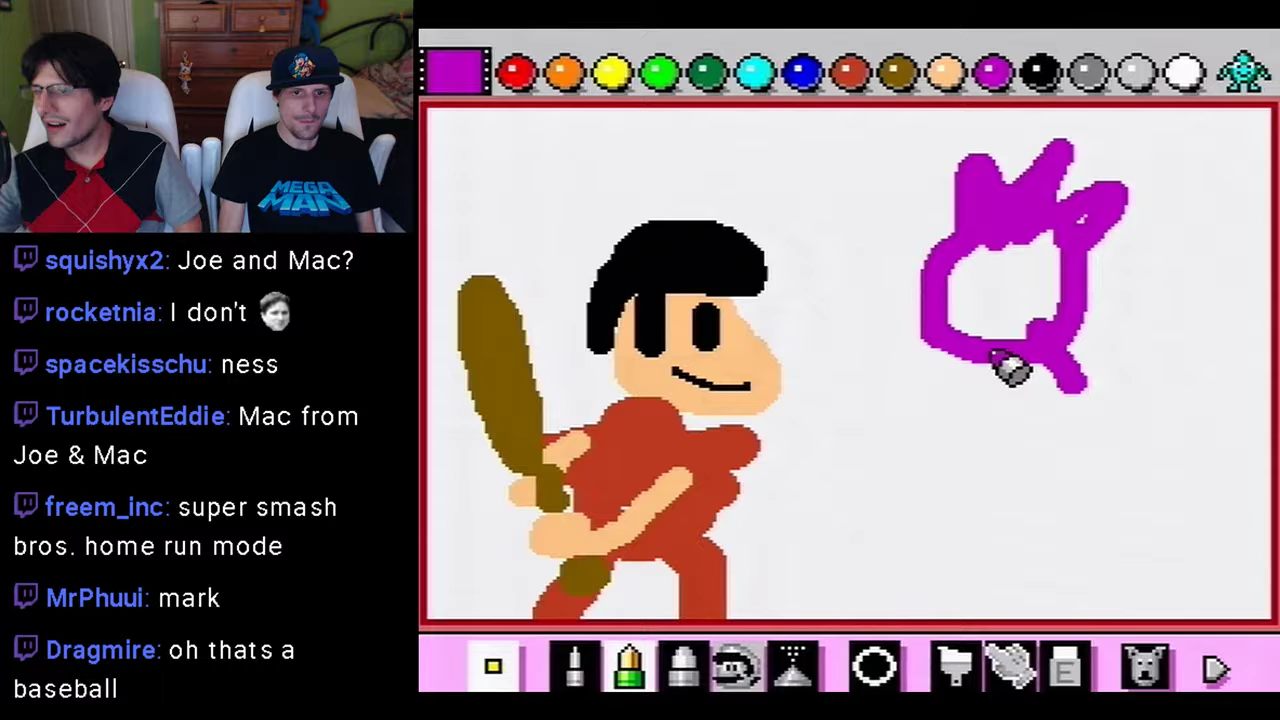 MEGA
MAN
squishyx2: Joe and Mac?
rocketnia: I don't
spacekisschu: ness
TurbulentEddie: Mac from
Joe & Mac
freem_inc: super smash
bros. home run mode
MrPhuui: mark
Dragmire: oh thats a
baseball
E